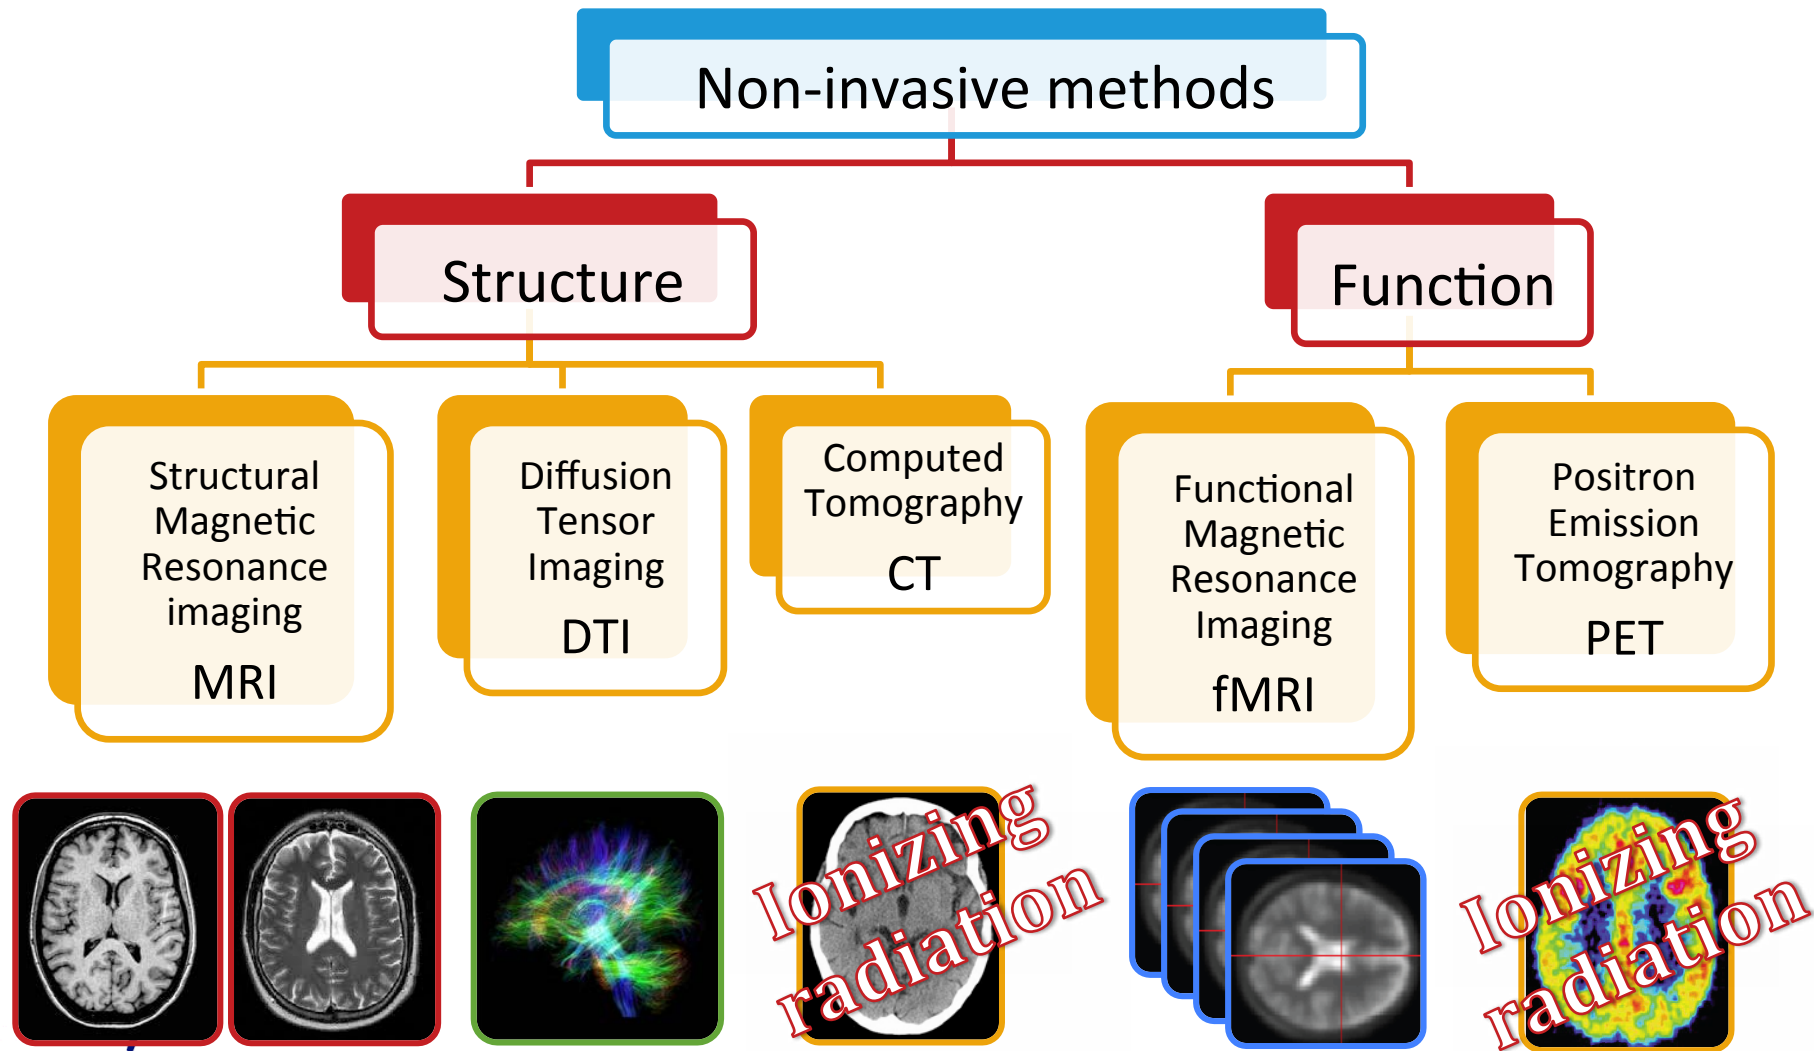 Non-invasive methods
Structure
Function
Structural
Magnetic
Resonance
imaging
MRI
Diffusion
Tensor
Imaging
DTI
Computed
Tomography
CT
Functional
Magnetic
Resonance
Imaging
fMRI
Positron
Emission
Tomography
PET
Ionizing
radiation
Ionizing
radiation